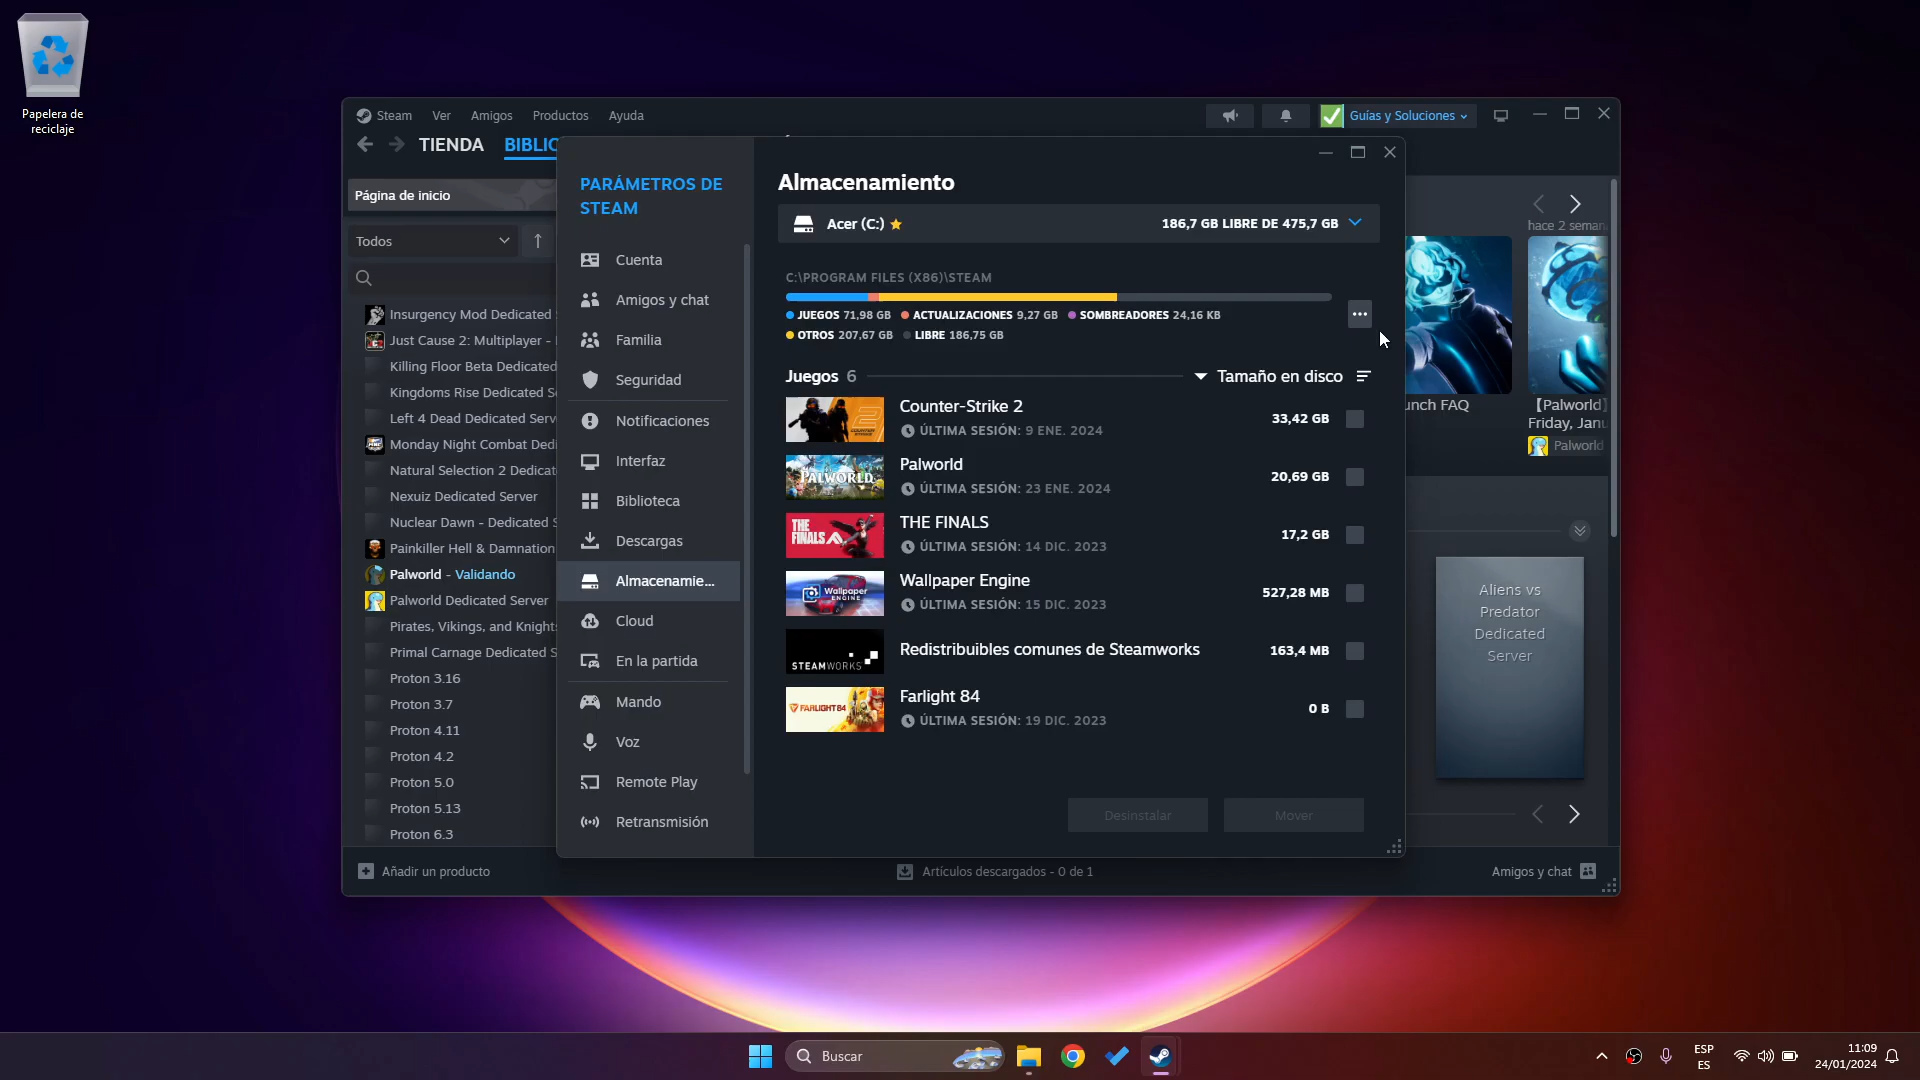 Papelera de
reciclaje
Steam Ver Amigos Productos Ayuda
Guías y Soluciones
TIENDA BIBLIO
Página de inicio
Todos
Insurgency Mod Dedicated
Just Cause 2: Multiplayer -
Killing Floor Beta Dedicated
Kingdoms Rise Dedicated Se
Left 4 Dead Dedicated Serv
Monday Night Combat Dedi
Natural Selection 2 Dedicat
Nexuiz Dedicated Server
Nuclear Dawn - Dedicated S
Painkiller Hell & Damnation
Palworld - Validando
Palworld Dedicated Server
Pirates, Vikings, and Knights
Primal Carnage Dedicated S
Proton 3.16
Proton 3.7
Proton 4.11
Proton 4.2
Proton 5.0
Proton 5.13
Proton 6.3
Añadir un producto
Artículos descargados - 0 de 1
Amigos y chat
PARÁMETROS DE
STEAM
Cuenta
Amigos y chat
Familia
Seguridad
Notificaciones
Interfaz
Biblioteca
Descargas
Almacenamie...
Cloud
En la partida
Mando
Voz
Remote Play
Retransmisión
Almacenamiento
Acer (C:) 186,7 GB LIBRE DE 475,7 GB
C:\PROGRAM FILES (X86)\STEAM
JUEGOS 71,98 GB ACTUALIZACIONES 9,27 GB SOMBREADORES 24,16 KB
OTROS 207,67 GB LIBRE 186,75 GB
Juegos 6 Tamaño en disco
Counter-Strike 2
ÚLTIMA SESIÓN: 9 ENE. 2024
33,42 GB
PALWORLD
Palworld
ÚLTIMA SESIÓN: 23 ENE. 2024
20,69 GB
THE
FINALS
THE FINALS
ÚLTIMA SESIÓN: 14 DIC. 2023
17,2 GB
Wallpaper
ENGINE
Wallpaper Engine
ÚLTIMA SESIÓN: 15 DIC. 2023
527,28 MB
STEAMWORKS
Redistribuibles comunes de Steamworks
163,4 MB
FARLIGHT 84
Farlight 84
ÚLTIMA SESIÓN: 19 DIC. 2023
0 B
Desinstalar Mover
hace 2 seman
unch FAQ
【Palworld】
Friday, Janu
Palworld
Aliens vs
Predator
Dedicated
Server
Buscar
ESP
ES
11:09
24/01/2024